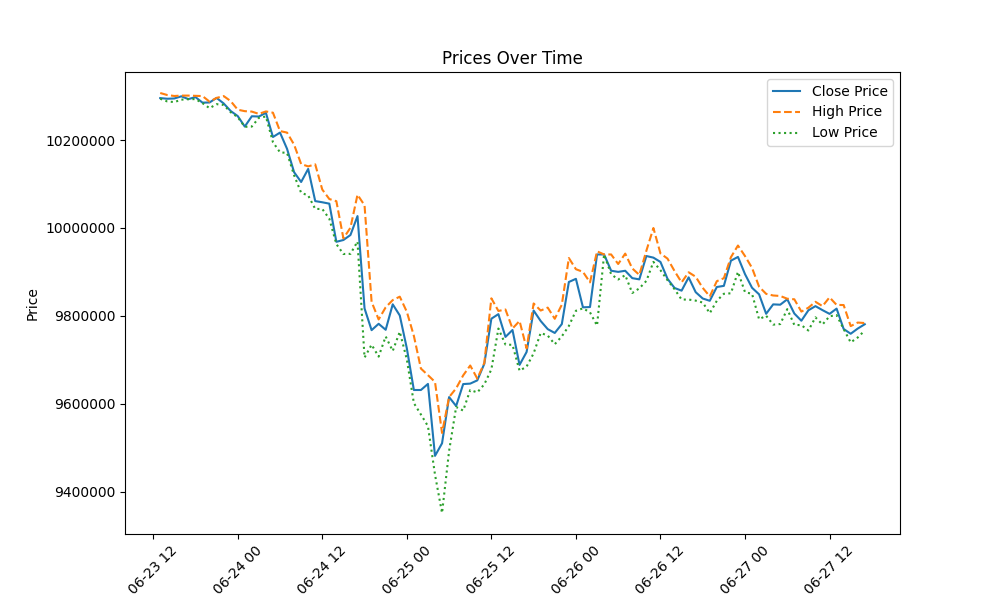 Prices Over Time
Close Price
High Price
Low Price
Price
10200000
10000000
9800000
9600000
9400000
06-23 12
06-24 00
06-24 12
06-25 00
06-25 12
06-26 00
06-26 12
06-27 00
06-27 12